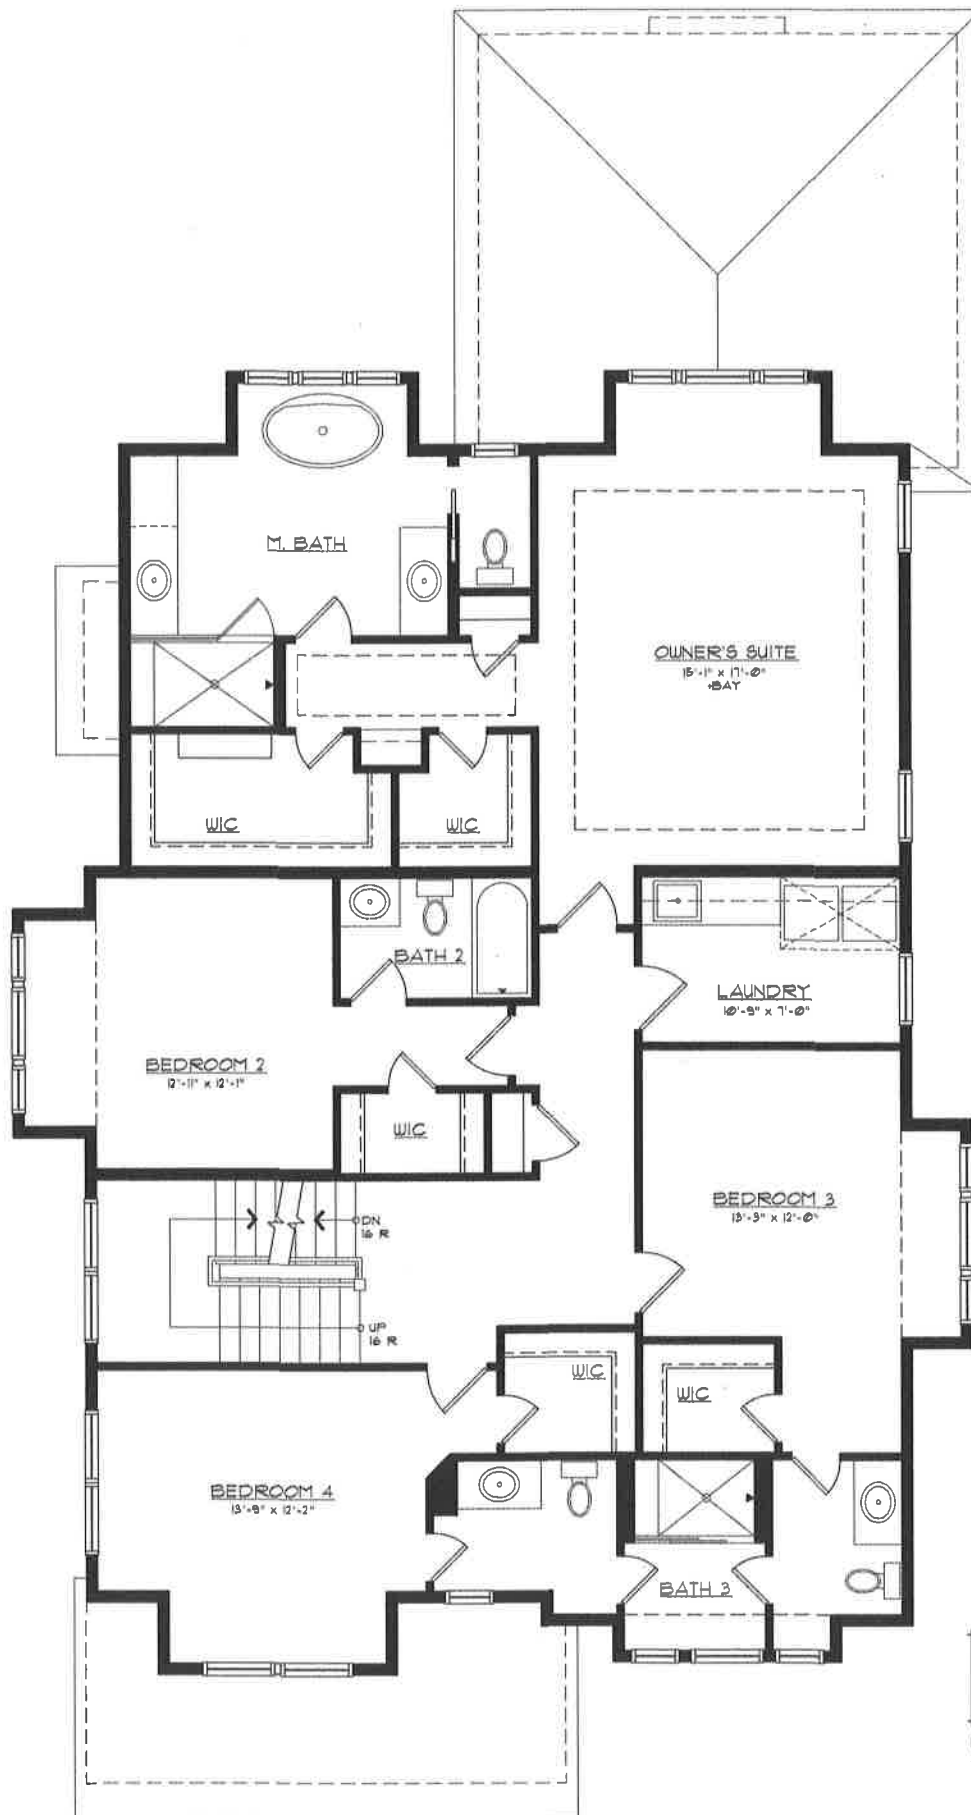 M. BATH
OWNER'S SUITE
15'-1" x 17'-0"
+BAY
WIC
WIC
BATH 2
LAUNDRY
10'-9" x 7'-0"
BEDROOM 2
12'-11" x 12'-1"
WIC
BEDROOM 3
13'-3" x 12'-0"
DN
16 R
UP
16 R
WIC
WIC
BEDROOM 4
13'-9" x 12'-2"
BATH 3